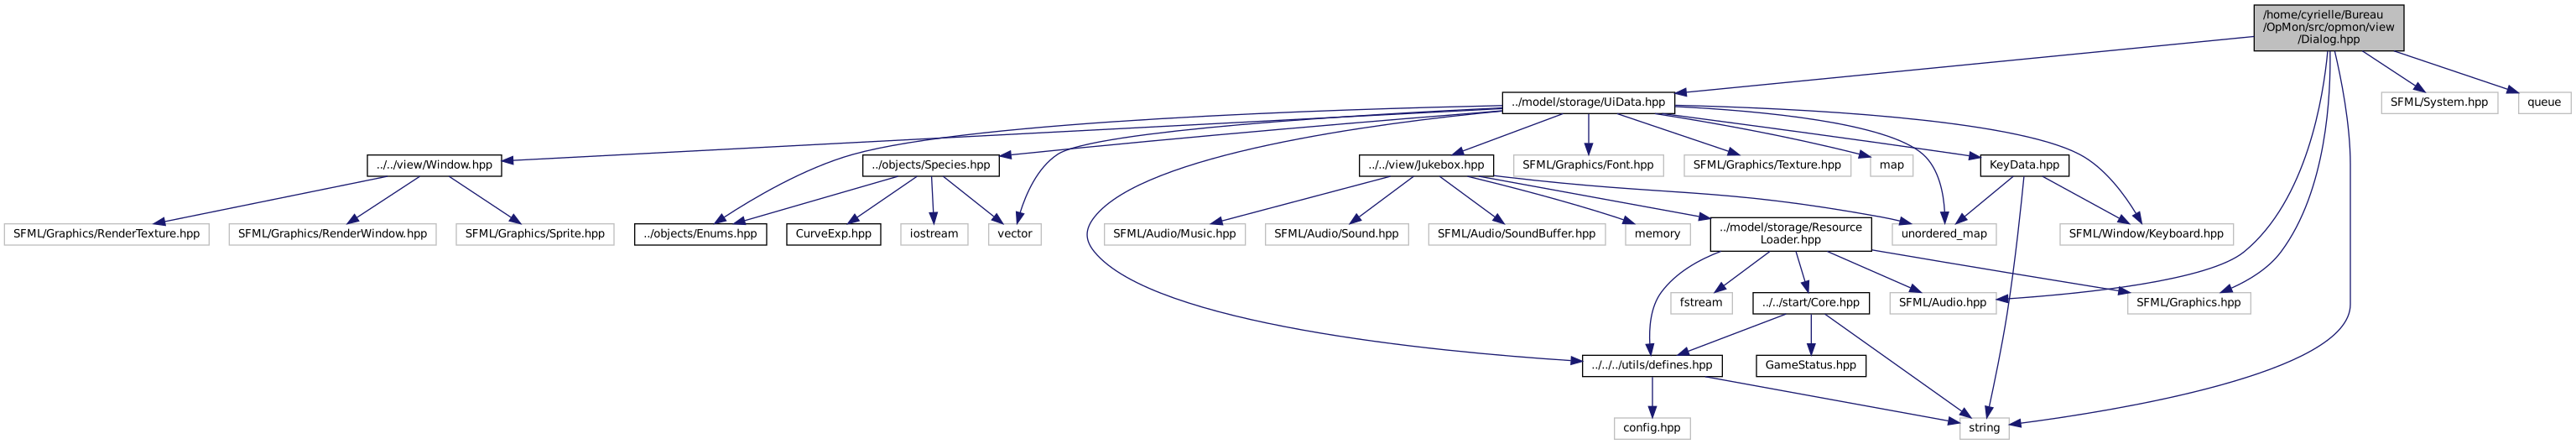 /home/cyrielle/Bureau
/OpMon/src/opmon/view
/Dialog.hpp
../model/storage/UiData.hpp
SFML/System.hpp
queue
../../view/Window.hpp
../objects/Species.hpp
../../view/Jukebox.hpp
SFML/Graphics/Font.hpp
SFML/Graphics/Texture.hpp
map
KeyData.hpp
SFML/Graphics/RenderTexture.hpp
SFML/Graphics/RenderWindow.hpp
SFML/Graphics/Sprite.hpp
../objects/Enums.hpp
CurveExp.hpp
iostream
vector
SFML/Audio/Music.hpp
SFML/Audio/Sound.hpp
SFML/Audio/SoundBuffer.hpp
memory
../model/storage/Resource
Loader.hpp
unordered_map
SFML/Window/Keyboard.hpp
fstream
../../start/Core.hpp
SFML/Audio.hpp
SFML/Graphics.hpp
../../../utils/defines.hpp
GameStatus.hpp
config.hpp
string